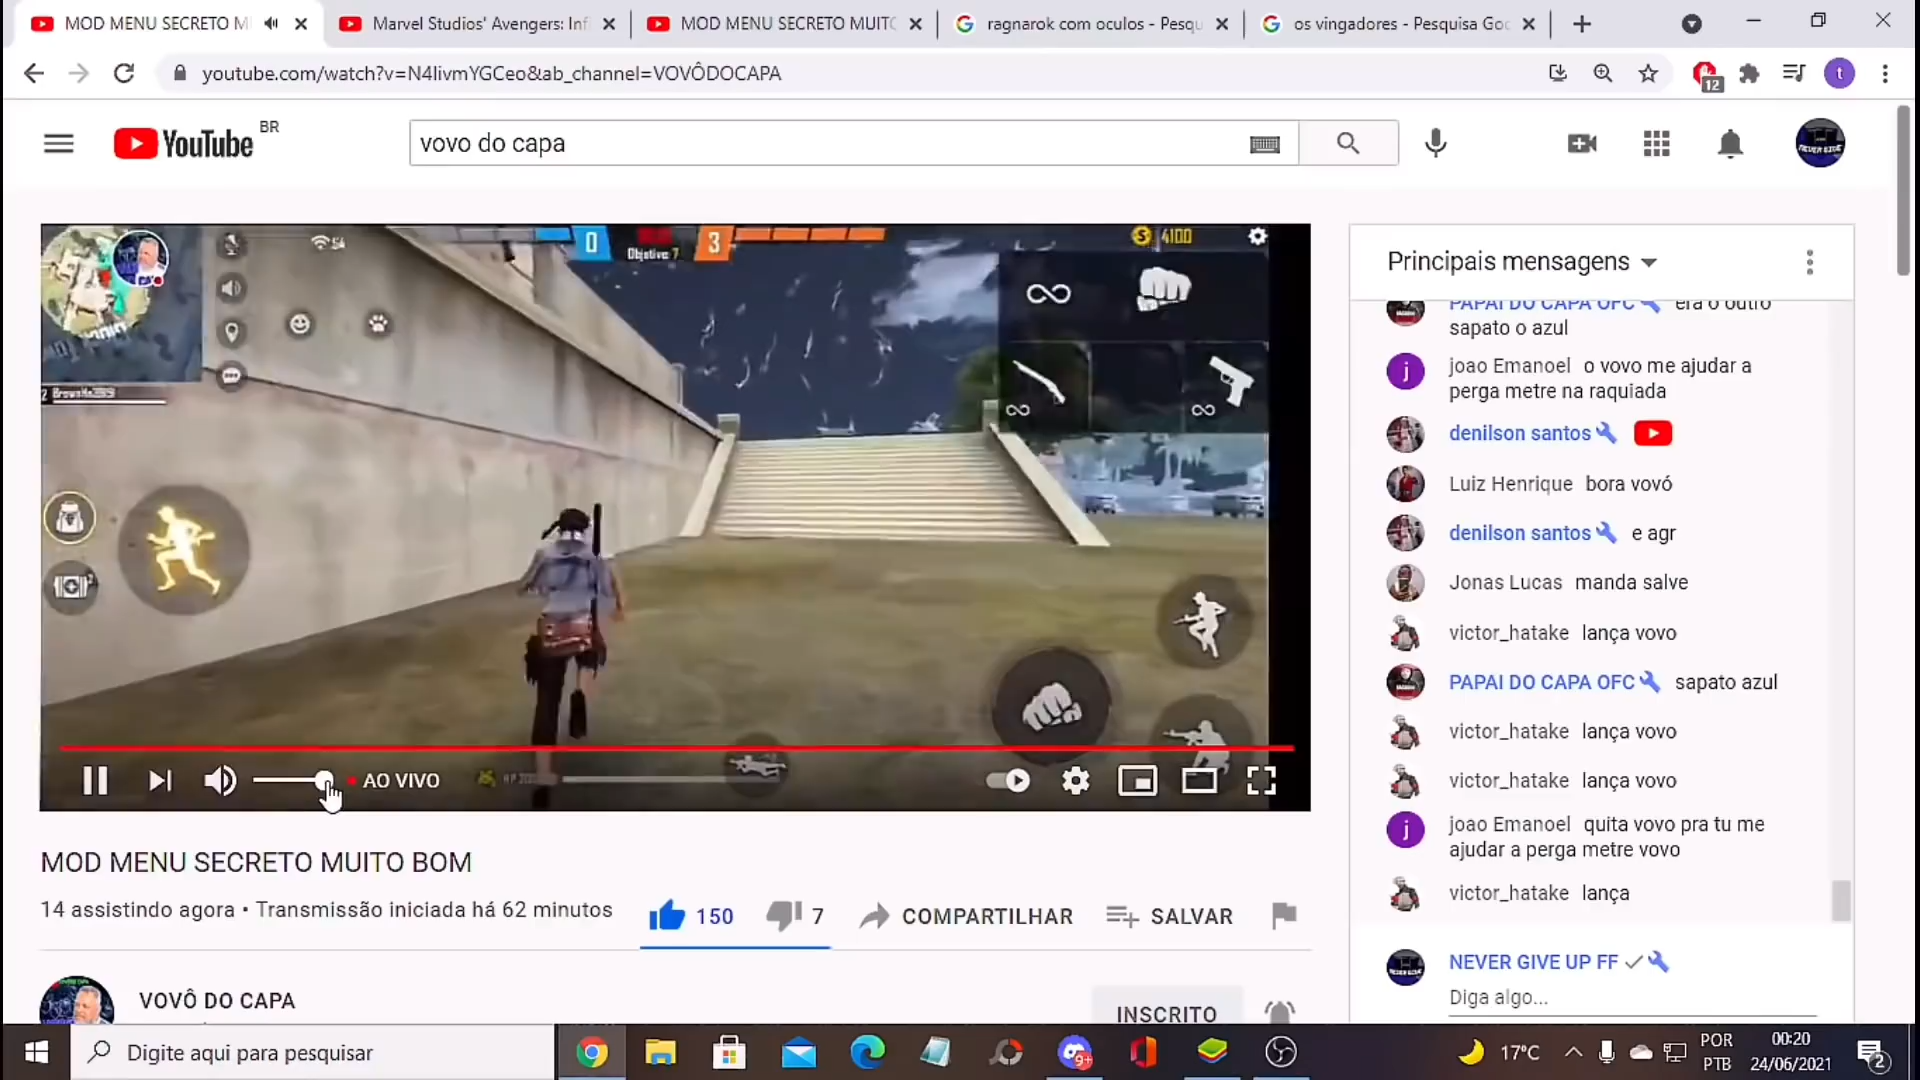 MOD MENU SECRETO M
Marvel Studios' Avengers: Inf
MOD MENU SECRETO MUITO
ragnarok com oculos - Pesqu
os vingadores - Pesquisa Goo
youtube.com/watch?v=N4IivmYGCeo&ab_channel=VOVÔDOCAPA
12
t
YouTube BR
vovo do capa
54
0
Objetivo: 7
3
4100
AO VIVO
MOD MENU SECRETO MUITO BOM
14 assistindo agora • Transmissão iniciada há 62 minutos
150
7
COMPARTILHAR
SALVAR
VOVÔ DO CAPA
INSCRITO
Principais mensagens
PAPAI DO CAPA OFC era o outro
sapato o azul
joao Emanoel o vovo me ajudar a
perga metre na raquiada
denilson santos
Luiz Henrique bora vovó
denilson santos e agr
Jonas Lucas manda salve
victor_hatake lança vovo
PAPAI DO CAPA OFC sapato azul
victor_hatake lança vovo
victor_hatake lança vovo
joao Emanoel quita vovo pra tu me
ajudar a perga metre vovo
victor_hatake lança
NEVER GIVE UP FF
Diga algo...
Digite aqui para pesquisar
9+
17°C
POR
PTB
00:20
24/06/2021
2